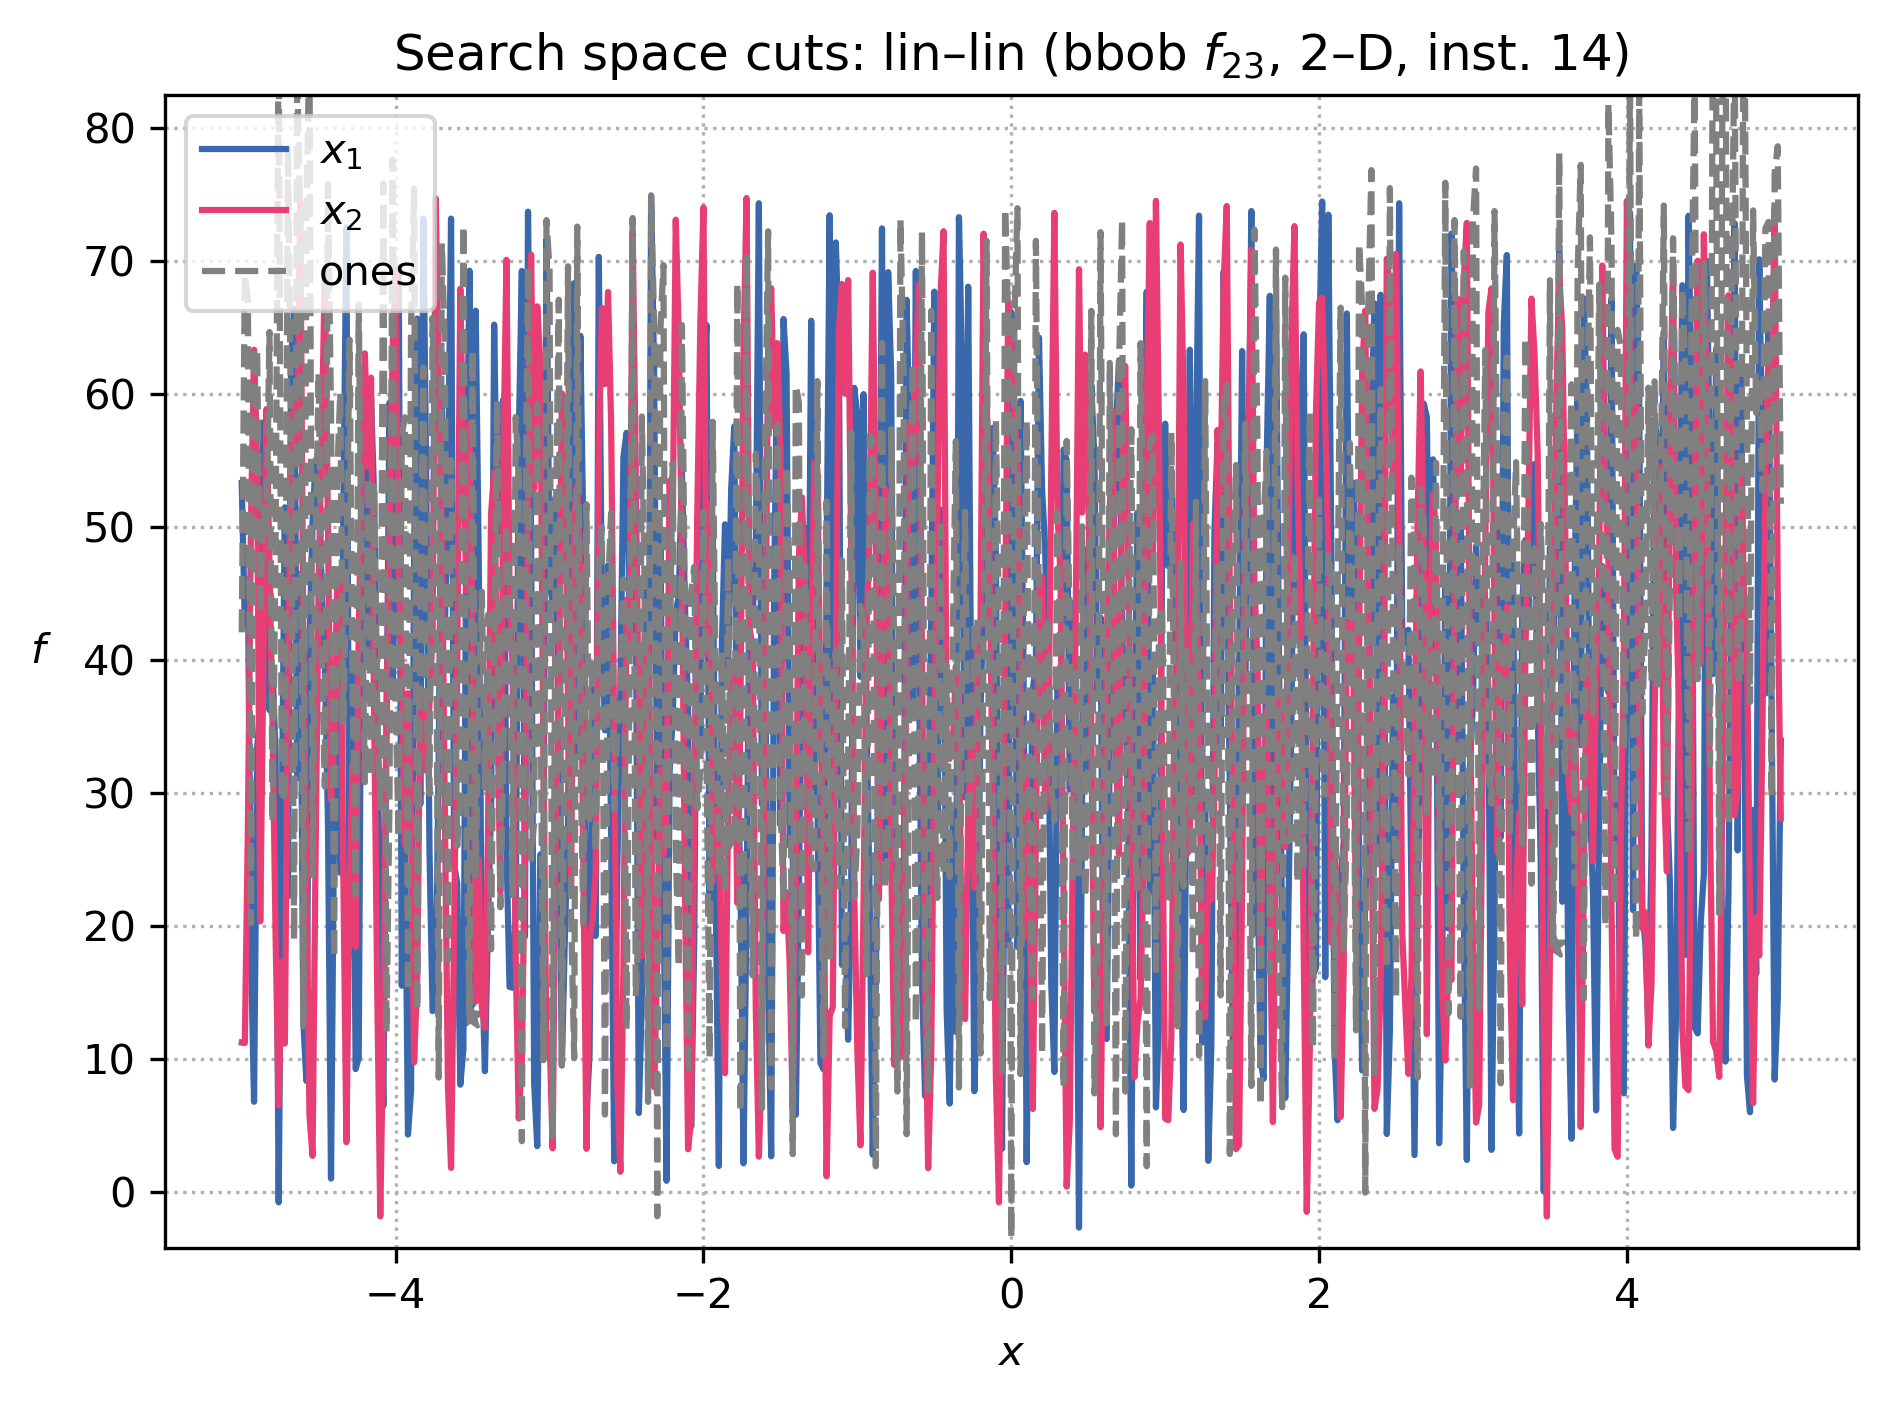 Search space cuts: lin–lin (bbob f₂₃, 2–D, inst. 14)
x₁
x₂
ones
80
70
60
50
40
30
20
10
0
f
−4 −2 0 2 4
x